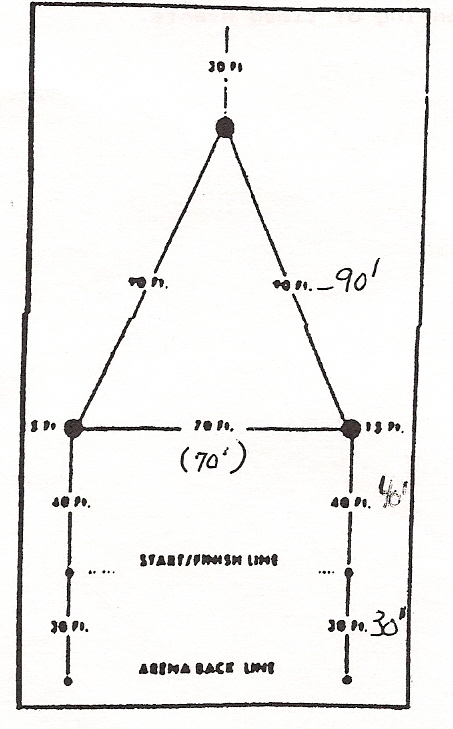 30 Ft
90 Ft. 90 Ft. – 90'
70 Ft. 15 Ft.
(70')
40 Ft. 40 Ft. 40'
START/FINISH LINE
30 Ft. 30 Ft. 30"
ARENA BACK LINE